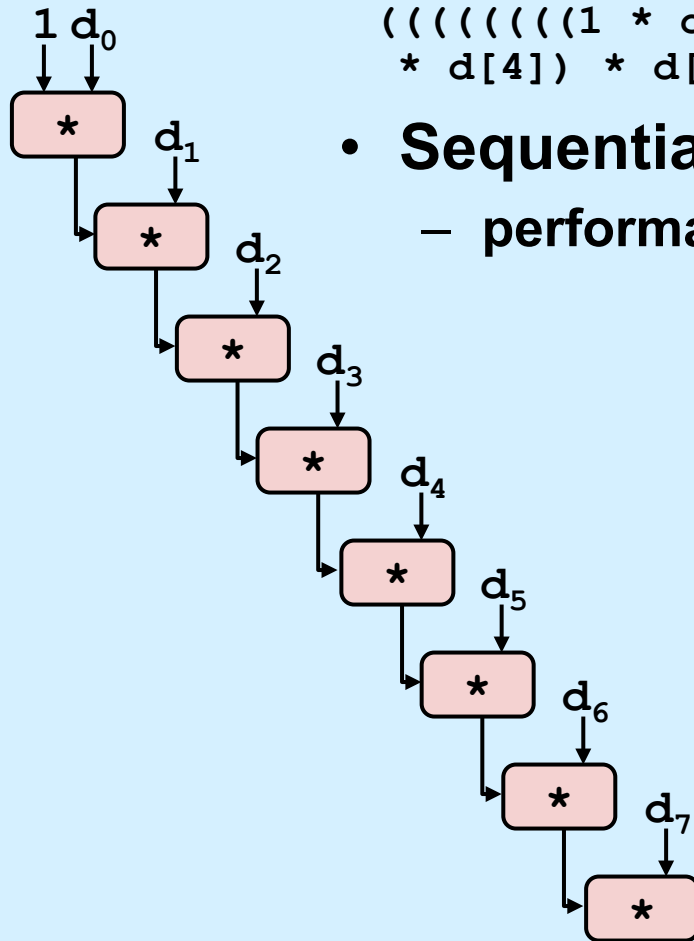 ((((((((1 * d
* d[4]) * d[
• Sequentia
– performa
1 d₀
*
d₁
*
d₂
*
d₃
*
d₄
*
d₅
*
d₆
*
d₇
*